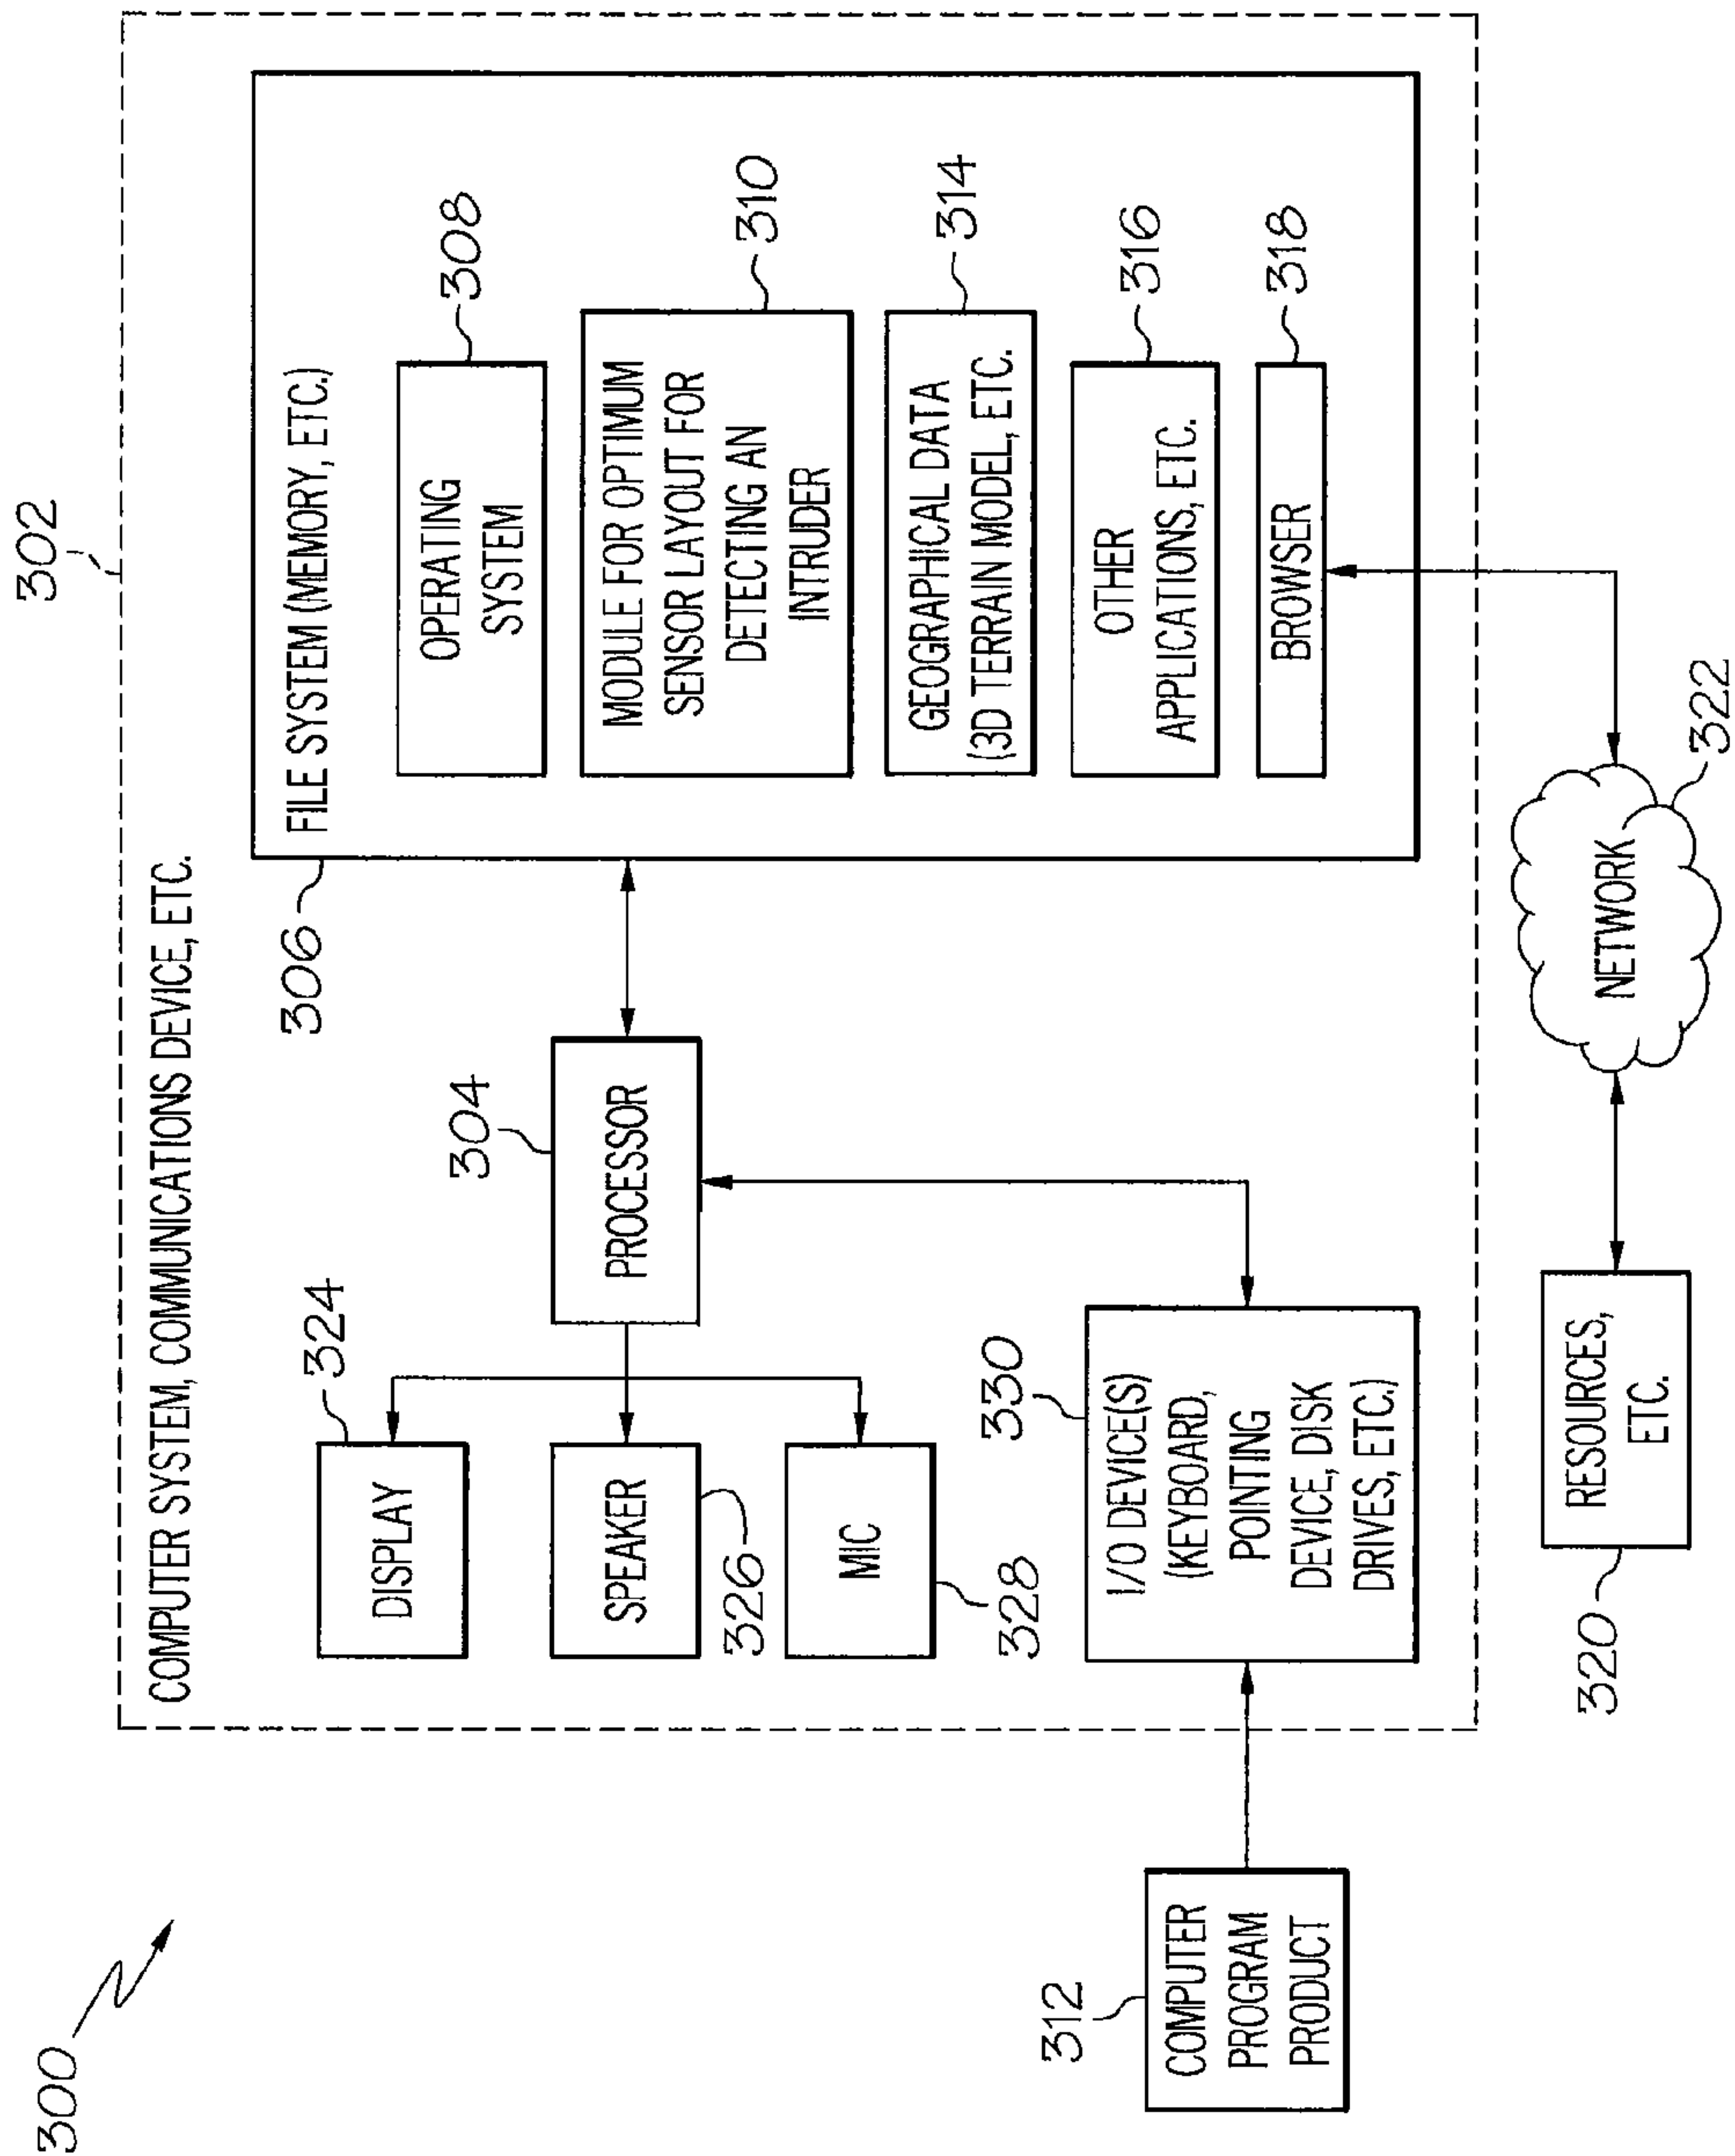 300
302
COMPUTER SYSTEM, COMMUNICATIONS DEVICE, ETC.
324
DISPLAY
SPEAKER
326
MIC
328
304
PROCESSOR
330
I/O DEVICE(S)
(KEYBOARD,
POINTING
DEVICE, DISK
DRIVES, ETC.)
312
COMPUTER
PROGRAM
PRODUCT
306
FILE SYSTEM (MEMORY, ETC.)
OPERATING
SYSTEM
308
MODULE FOR OPTIMUM
SENSOR LAYOUT FOR
DETECTING AN
INTRUDER
310
GEOGRAPHICAL DATA
(3D TERRAIN MODEL, ETC.
314
OTHER
APPLICATIONS, ETC.
316
BROWSER
318
320
RESOURCES,
ETC.
NETWORK
322